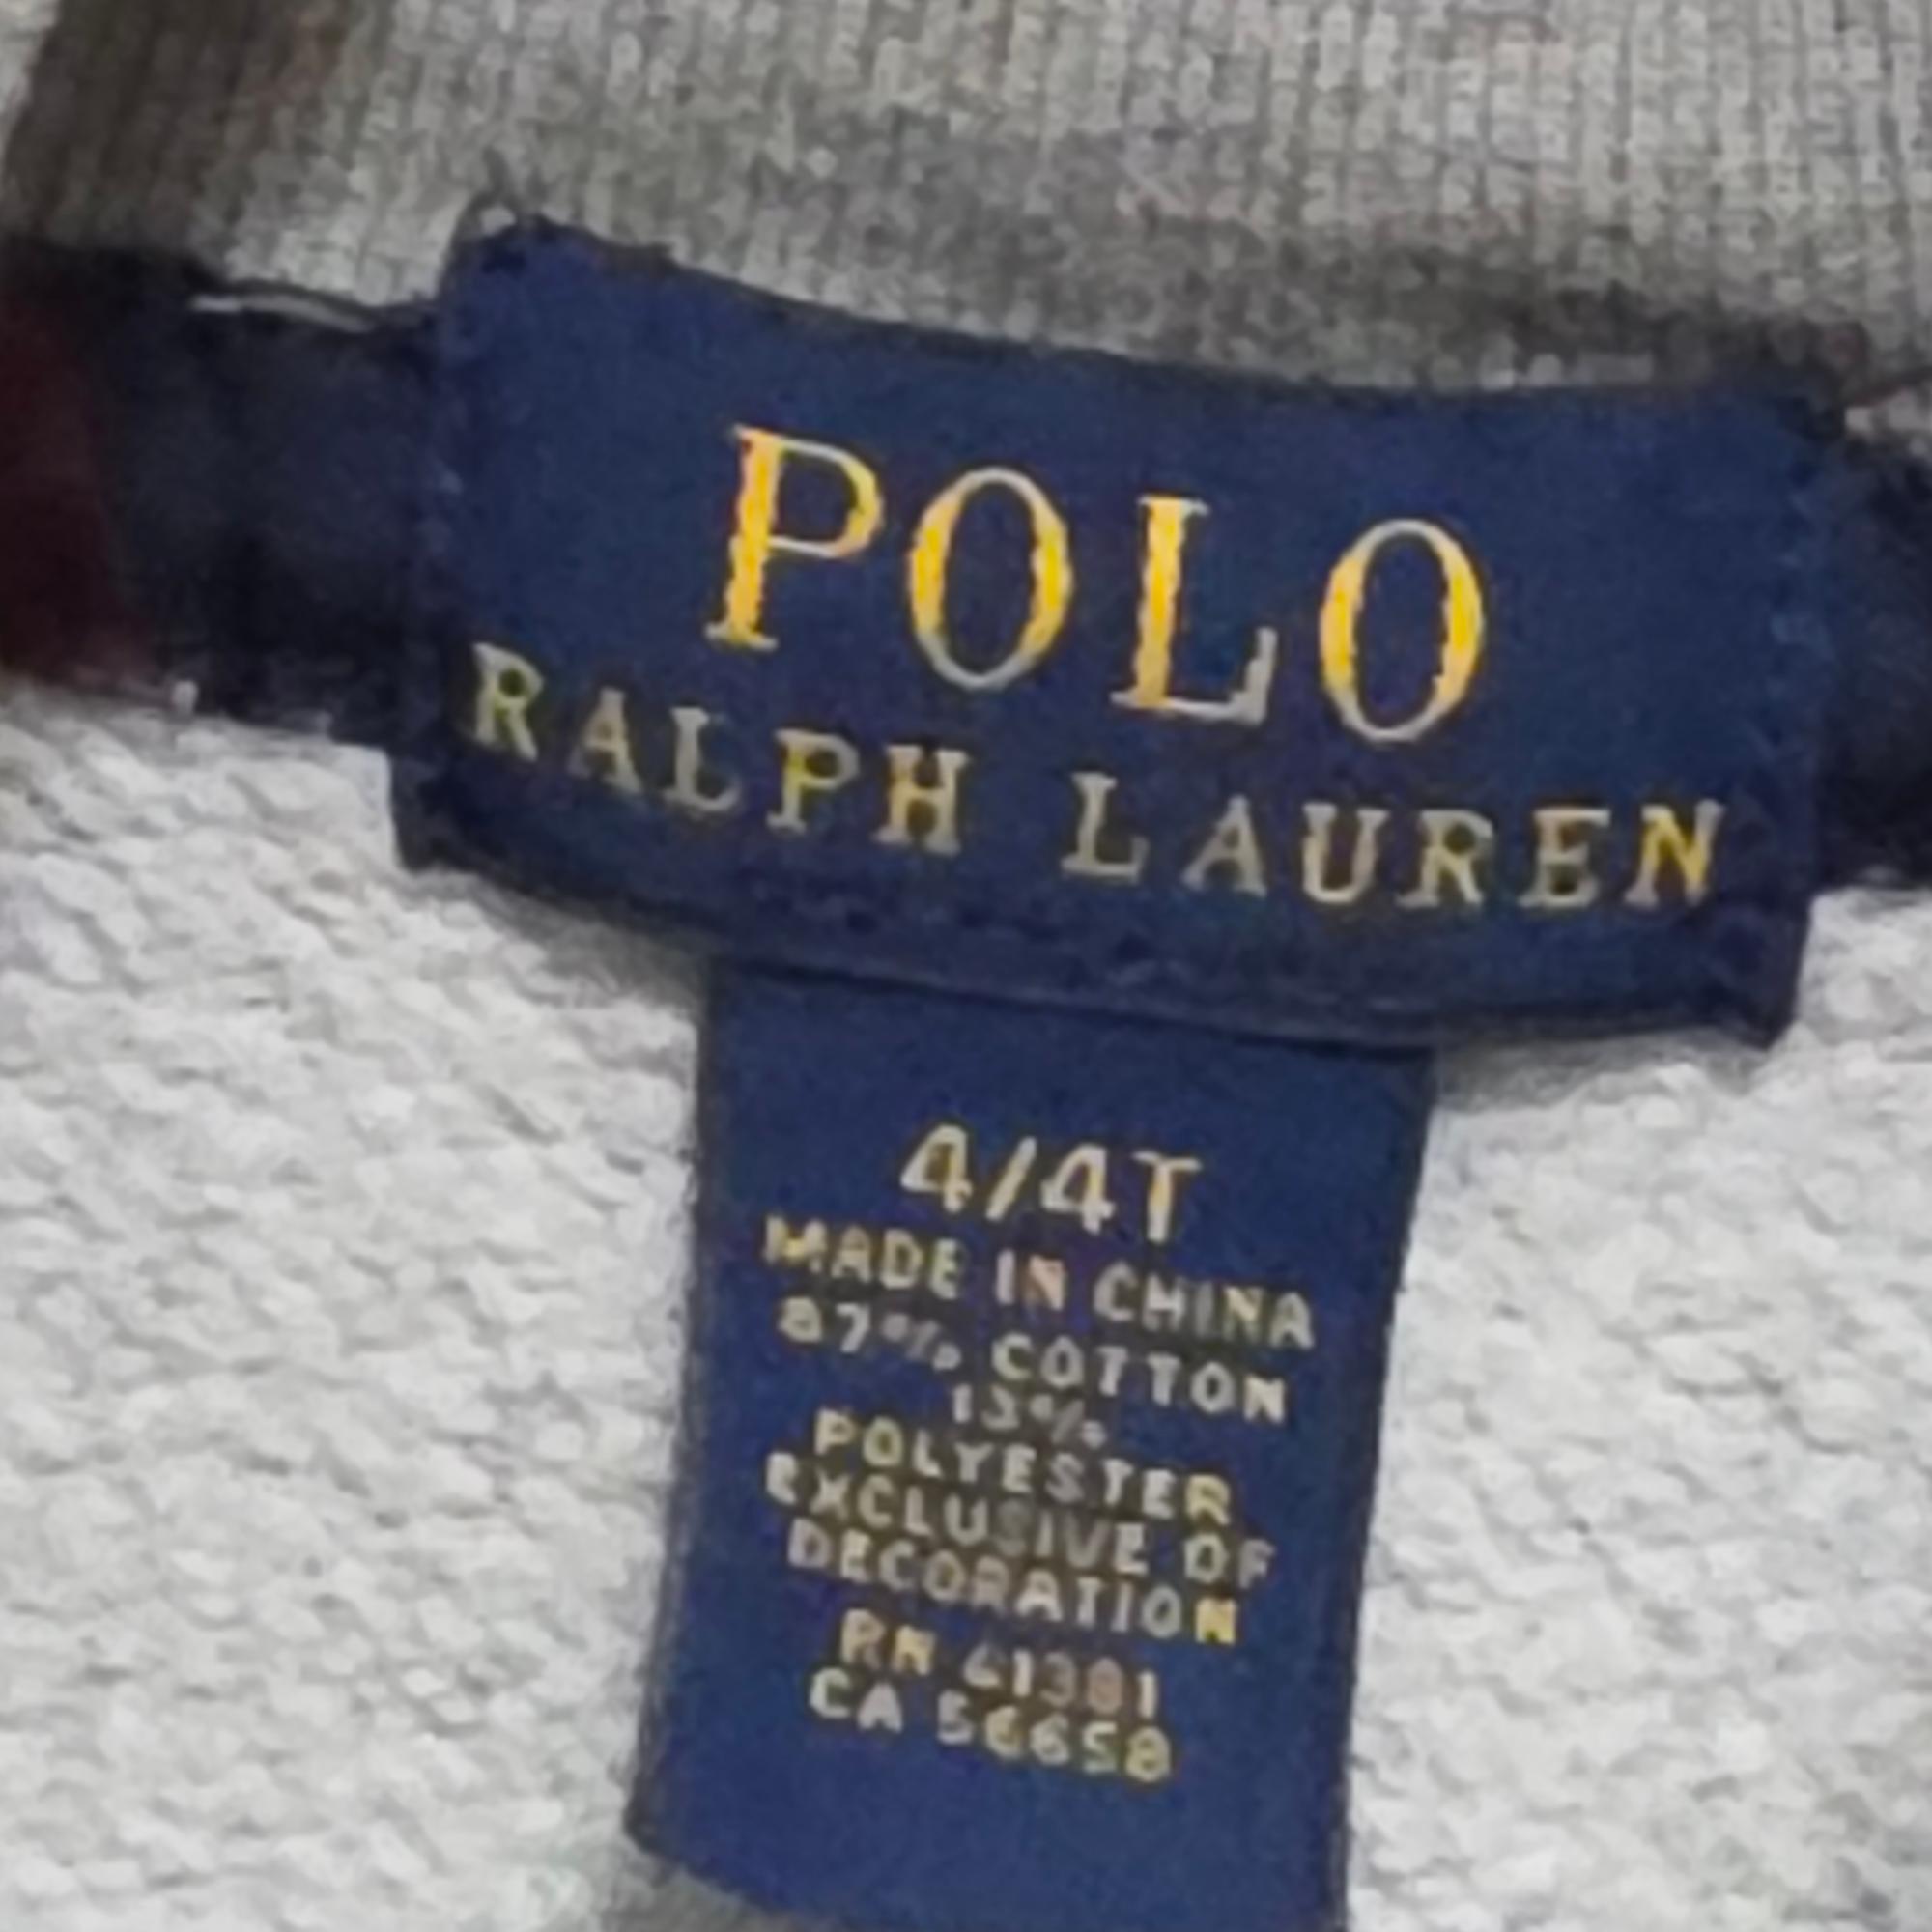 POLO
RALPH LAUREN
4/4T
MADE IN CHINA
87% COTTON
13%
POLYESTER
EXCLUSIVE OF
DECORATION
RN 41381
CA 56658